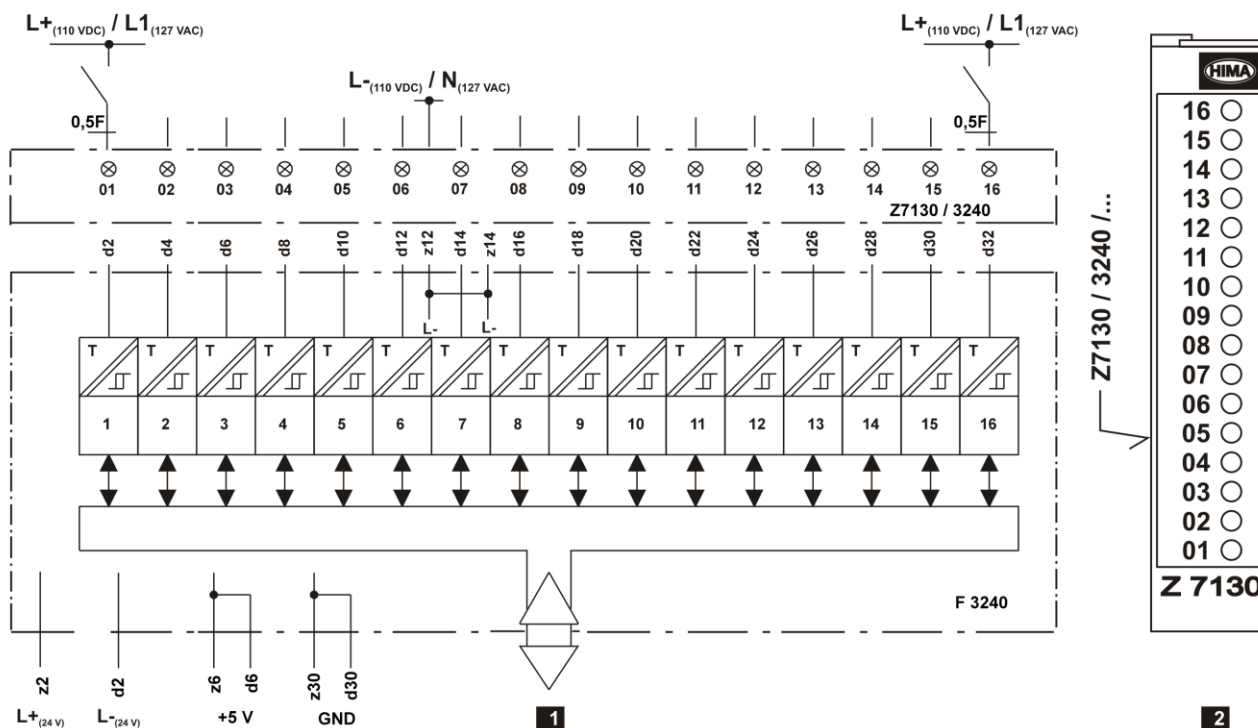 L+(110 VDC) / L1(127 VAC)
L+(110 VDC) / L1(127 VAC)
L-(110 VDC) / N(127 VAC)
0,5F
0,5F
01 02 03 04 05 06 07 08 09 10 11 12 13 14 15 16
Z7130 / 3240
d2 d4 d6 d8 d10 d12 z12 d14 z14 d16 d18 d20 d22 d24 d26 d28 d30 d32
L- L-
T T T T T T T T T T T T T T T T
1 2 3 4 5 6 7 8 9 10 11 12 13 14 15 16
F 3240
z2 d2 z6 d6 z30 d30
L+(24 V) L-(24 V) +5 V GND
1
Z7130 / 3240 /...
HIMA
16
15
14
13
12
11
10
09
08
07
06
05
04
03
02
01
Z 7130
2